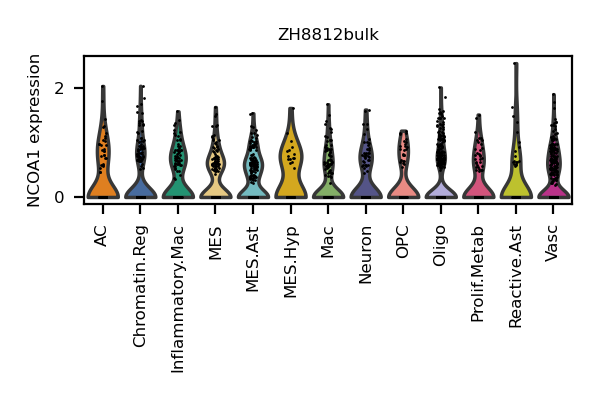 ZH8812bulk
NCOA1 expression
2
0
AC
Chromatin.Reg
Inflammatory.Mac
MES
MES.Ast
MES.Hyp
Mac
Neuron
OPC
Oligo
Prolif.Metab
Reactive.Ast
Vasc